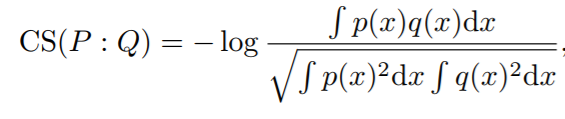 CS(P : Q) = − log ∫ p(x)q(x)dx / √(∫ p(x)²dx ∫ q(x)²dx),